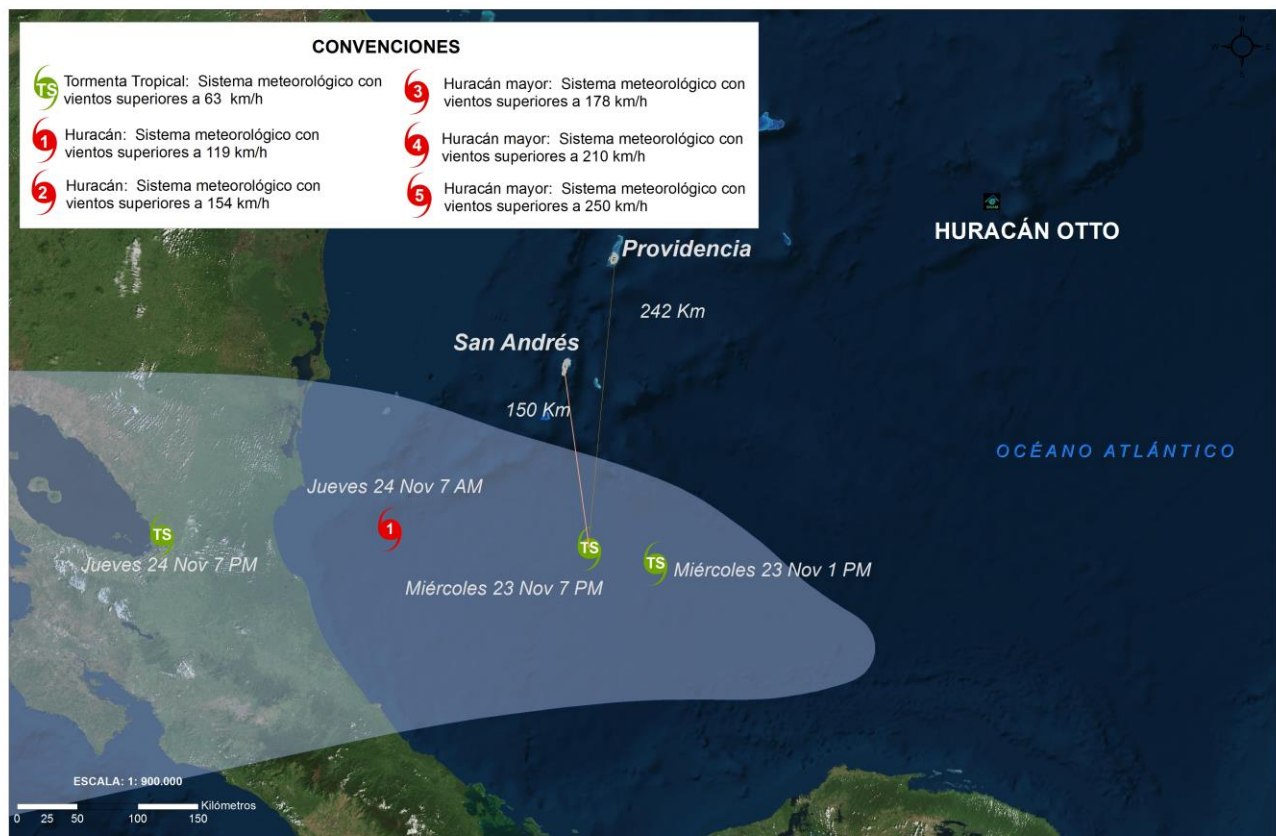 CONVENCIONES
TS
Tormenta Tropical: Sistema meteorológico con
vientos superiores a 63 km/h
1
Huracán: Sistema meteorológico con
vientos superiores a 119 km/h
2
Huracán: Sistema meteorológico con
vientos superiores a 154 km/h
3
Huracán mayor: Sistema meteorológico con
vientos superiores a 178 km/h
4
Huracán mayor: Sistema meteorológico con
vientos superiores a 210 km/h
5
Huracán mayor: Sistema meteorológico con
vientos superiores a 250 km/h
N
W
E
S
HURACÁN OTTO
Providencia
242 Km
San Andrés
150 Km
OCÉANO ATLÁNTICO
Jueves 24 Nov 7 AM
1
TS
Jueves 24 Nov 7 PM
TS
Miércoles 23 Nov 7 PM
TS
Miércoles 23 Nov 1 PM
ESCALA: 1: 900.000
Kilómetros
0 25 50 100 150